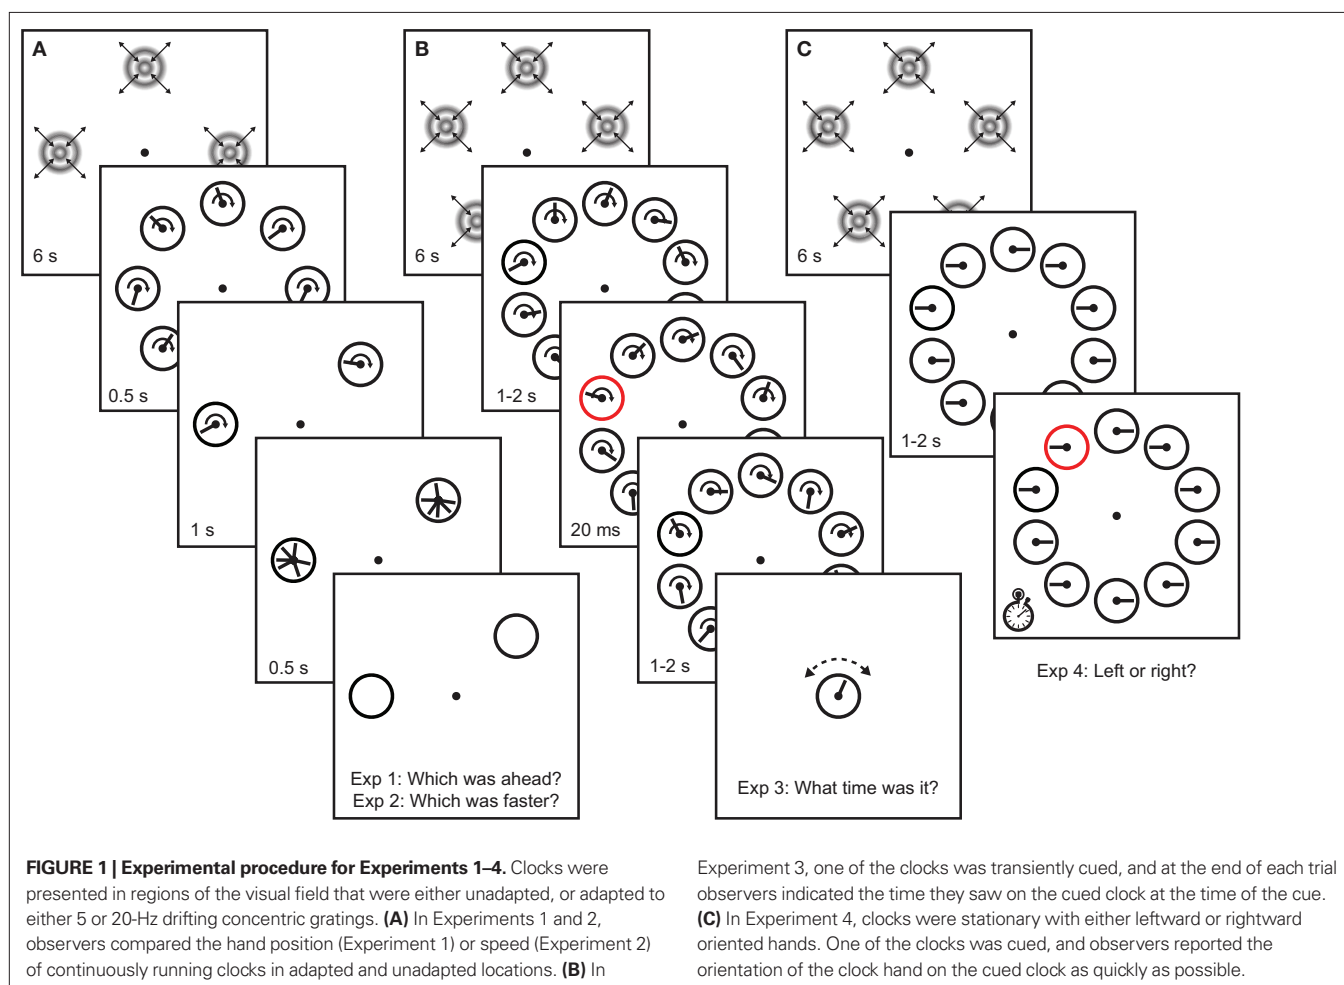 A
6 s
0.5 s
1 s
0.5 s
Exp 1: Which was ahead?
Exp 2: Which was faster?
B
6 s
1-2 s
20 ms
1-2 s
Exp 3: What time was it?
C
6 s
1-2 s
Exp 4: Left or right?
FIGURE 1 | Experimental procedure for Experiments 1–4. Clocks were
presented in regions of the visual field that were either unadapted, or adapted to
either 5 or 20-Hz drifting concentric gratings. (A) In Experiments 1 and 2,
observers compared the hand position (Experiment 1) or speed (Experiment 2)
of continuously running clocks in adapted and unadapted locations. (B) In
Experiment 3, one of the clocks was transiently cued, and at the end of each trial
observers indicated the time they saw on the cued clock at the time of the cue.
(C) In Experiment 4, clocks were stationary with either leftward or rightward
oriented hands. One of the clocks was cued, and observers reported the
orientation of the clock hand on the cued clock as quickly as possible.